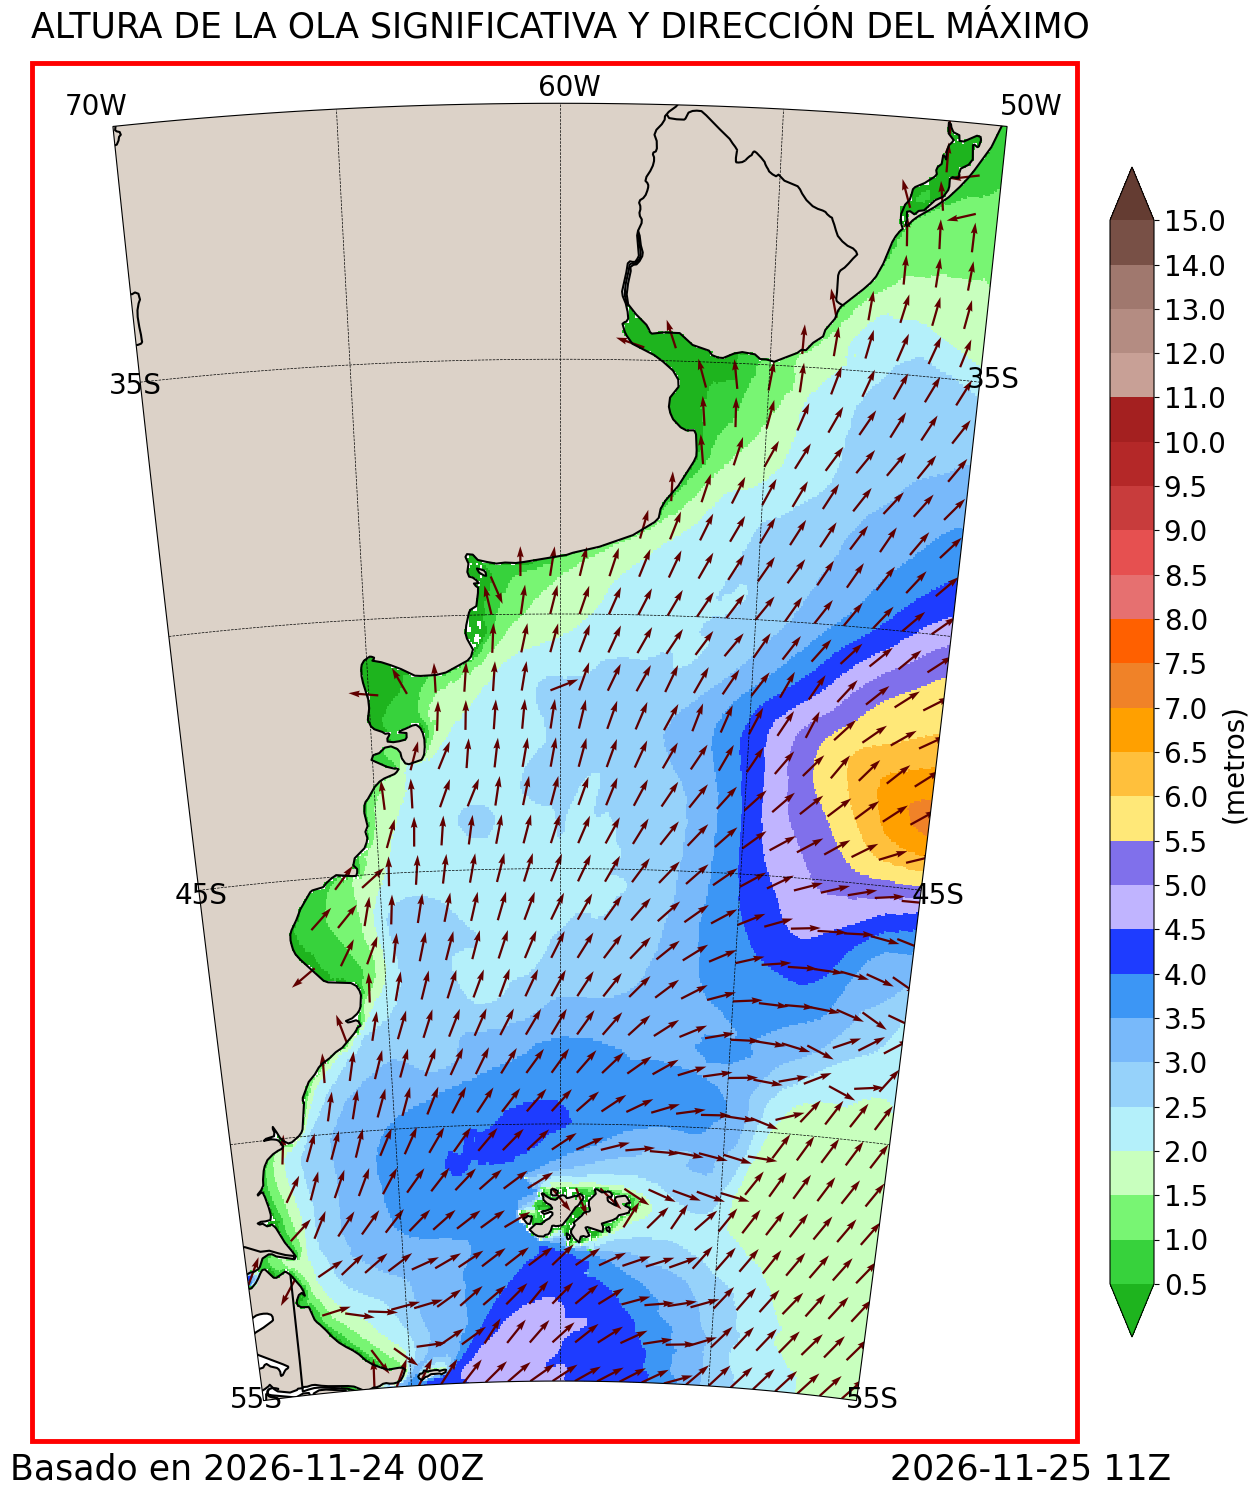 ALTURA DE LA OLA SIGNIFICATIVA Y DIRECCIÓN DEL MÁXIMO
70W
60W
50W
35S
35S
45S
45S
55S
55S
15.0
14.0
13.0
12.0
11.0
10.0
9.5
9.0
8.5
8.0
7.5
7.0
6.5
6.0
5.5
5.0
4.5
4.0
3.5
3.0
2.5
2.0
1.5
1.0
0.5
(metros)
Basado en 2026-11-24 00Z
2026-11-25 11Z